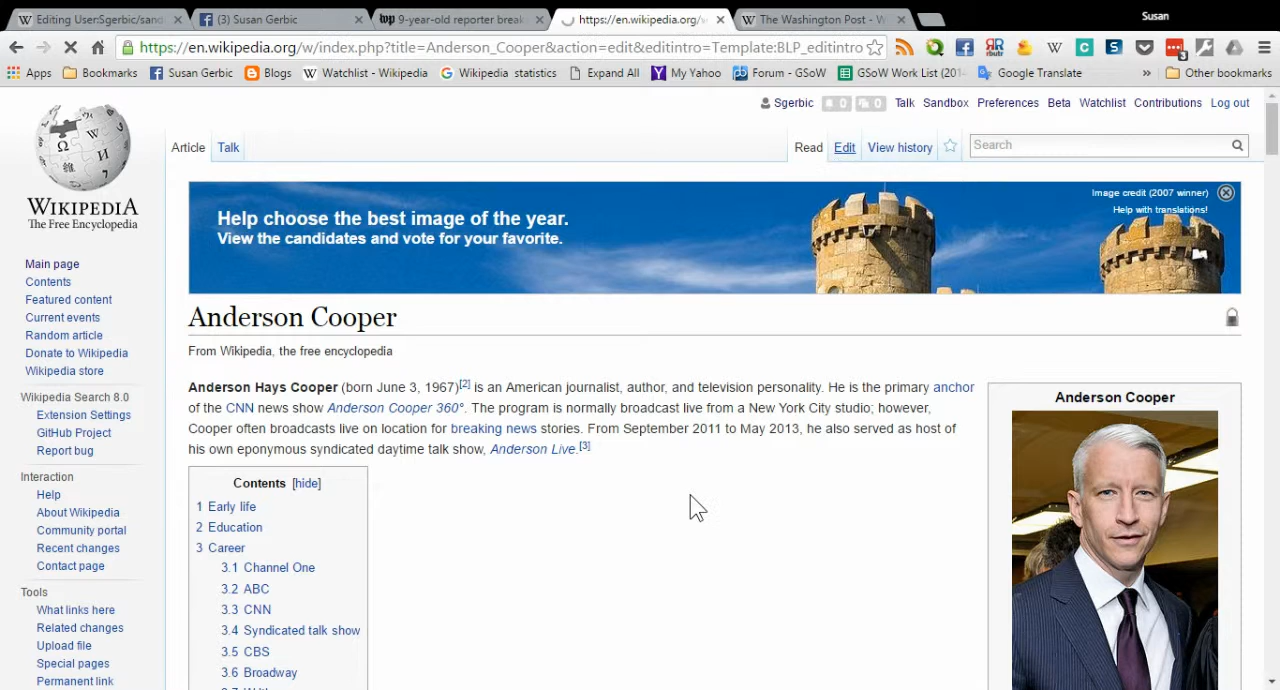 Editing User:Sgerbic/sand
(3) Susan Gerbic
wp 9-year-old reporter break
https://en.wikipedia.org/w
The Washington Post - W
Susan
https://en.wikipedia.org/w/index.php?title=Anderson_Cooper&action=edit&editintro=Template:BLP_editintro
Apps
Bookmarks
Susan Gerbic
Blogs
Watchlist - Wikipedia
Wikipedia statistics
Expand All
My Yahoo
Forum - GSoW
GSoW Work List (201
Google Translate
»
Other bookmarks
Sgerbic 0 0 Talk Sandbox Preferences Beta Watchlist Contributions Log out
Article Talk Read Edit View history Search
WIKIPEDIA
The Free Encyclopedia
Main page
Contents
Featured content
Current events
Random article
Donate to Wikipedia
Wikipedia store
Wikipedia Search 8.0
Extension Settings
GitHub Project
Report bug
Interaction
Help
About Wikipedia
Community portal
Recent changes
Contact page
Tools
What links here
Related changes
Upload file
Special pages
Permanent link
Help choose the best image of the year.
View the candidates and vote for your favorite.
Image credit (2007 winner)
Help with translations!
Anderson Cooper
From Wikipedia, the free encyclopedia
Anderson Hays Cooper (born June 3, 1967)[2] is an American journalist, author, and television personality. He is the primary anchor
of the CNN news show Anderson Cooper 360°. The program is normally broadcast live from a New York City studio; however,
Cooper often broadcasts live on location for breaking news stories. From September 2011 to May 2013, he also served as host of
his own eponymous syndicated daytime talk show, Anderson Live.[3]
Contents [hide]
1 Early life
2 Education
3 Career
3.1 Channel One
3.2 ABC
3.3 CNN
3.4 Syndicated talk show
3.5 CBS
3.6 Broadway
Anderson Cooper